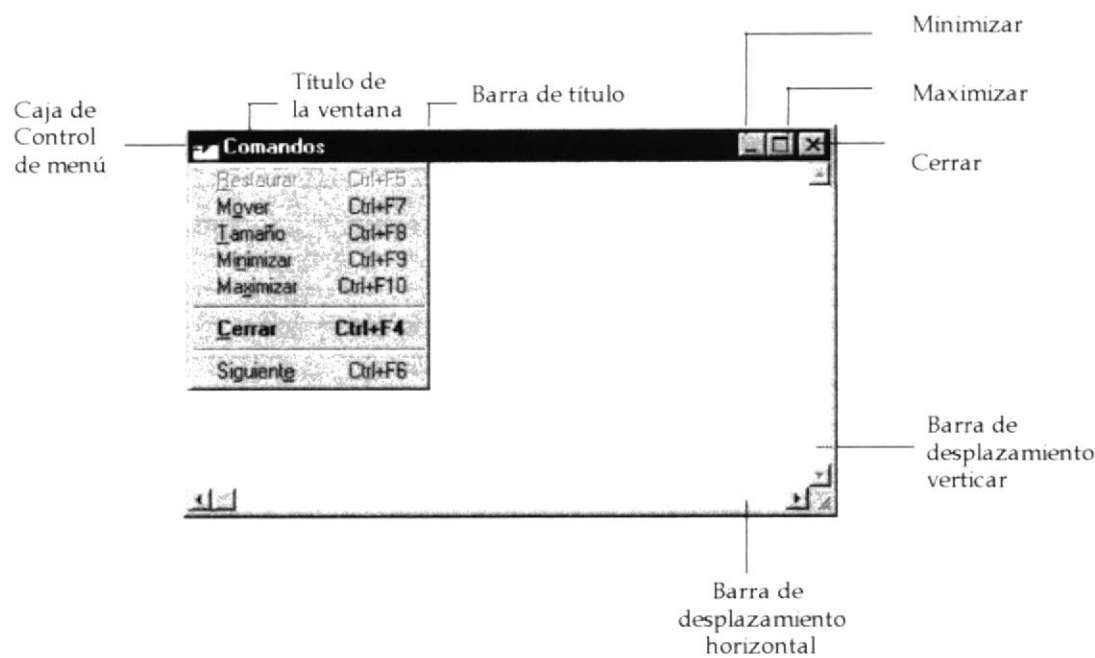 Minimizar
Título de
la ventana
Barra de título
Maximizar
Caja de
Control
de menú
Comandos
Cerrar
Restaurar Ctrl+F5
Mover Ctrl+F7
Tamaño Ctrl+F8
Minimizar Ctrl+F9
Maximizar Ctrl+F10
Cerrar Ctrl+F4
Siguiente Ctrl+F6
Barra de
desplazamiento
verticar
Barra de
desplazamiento
horizontal